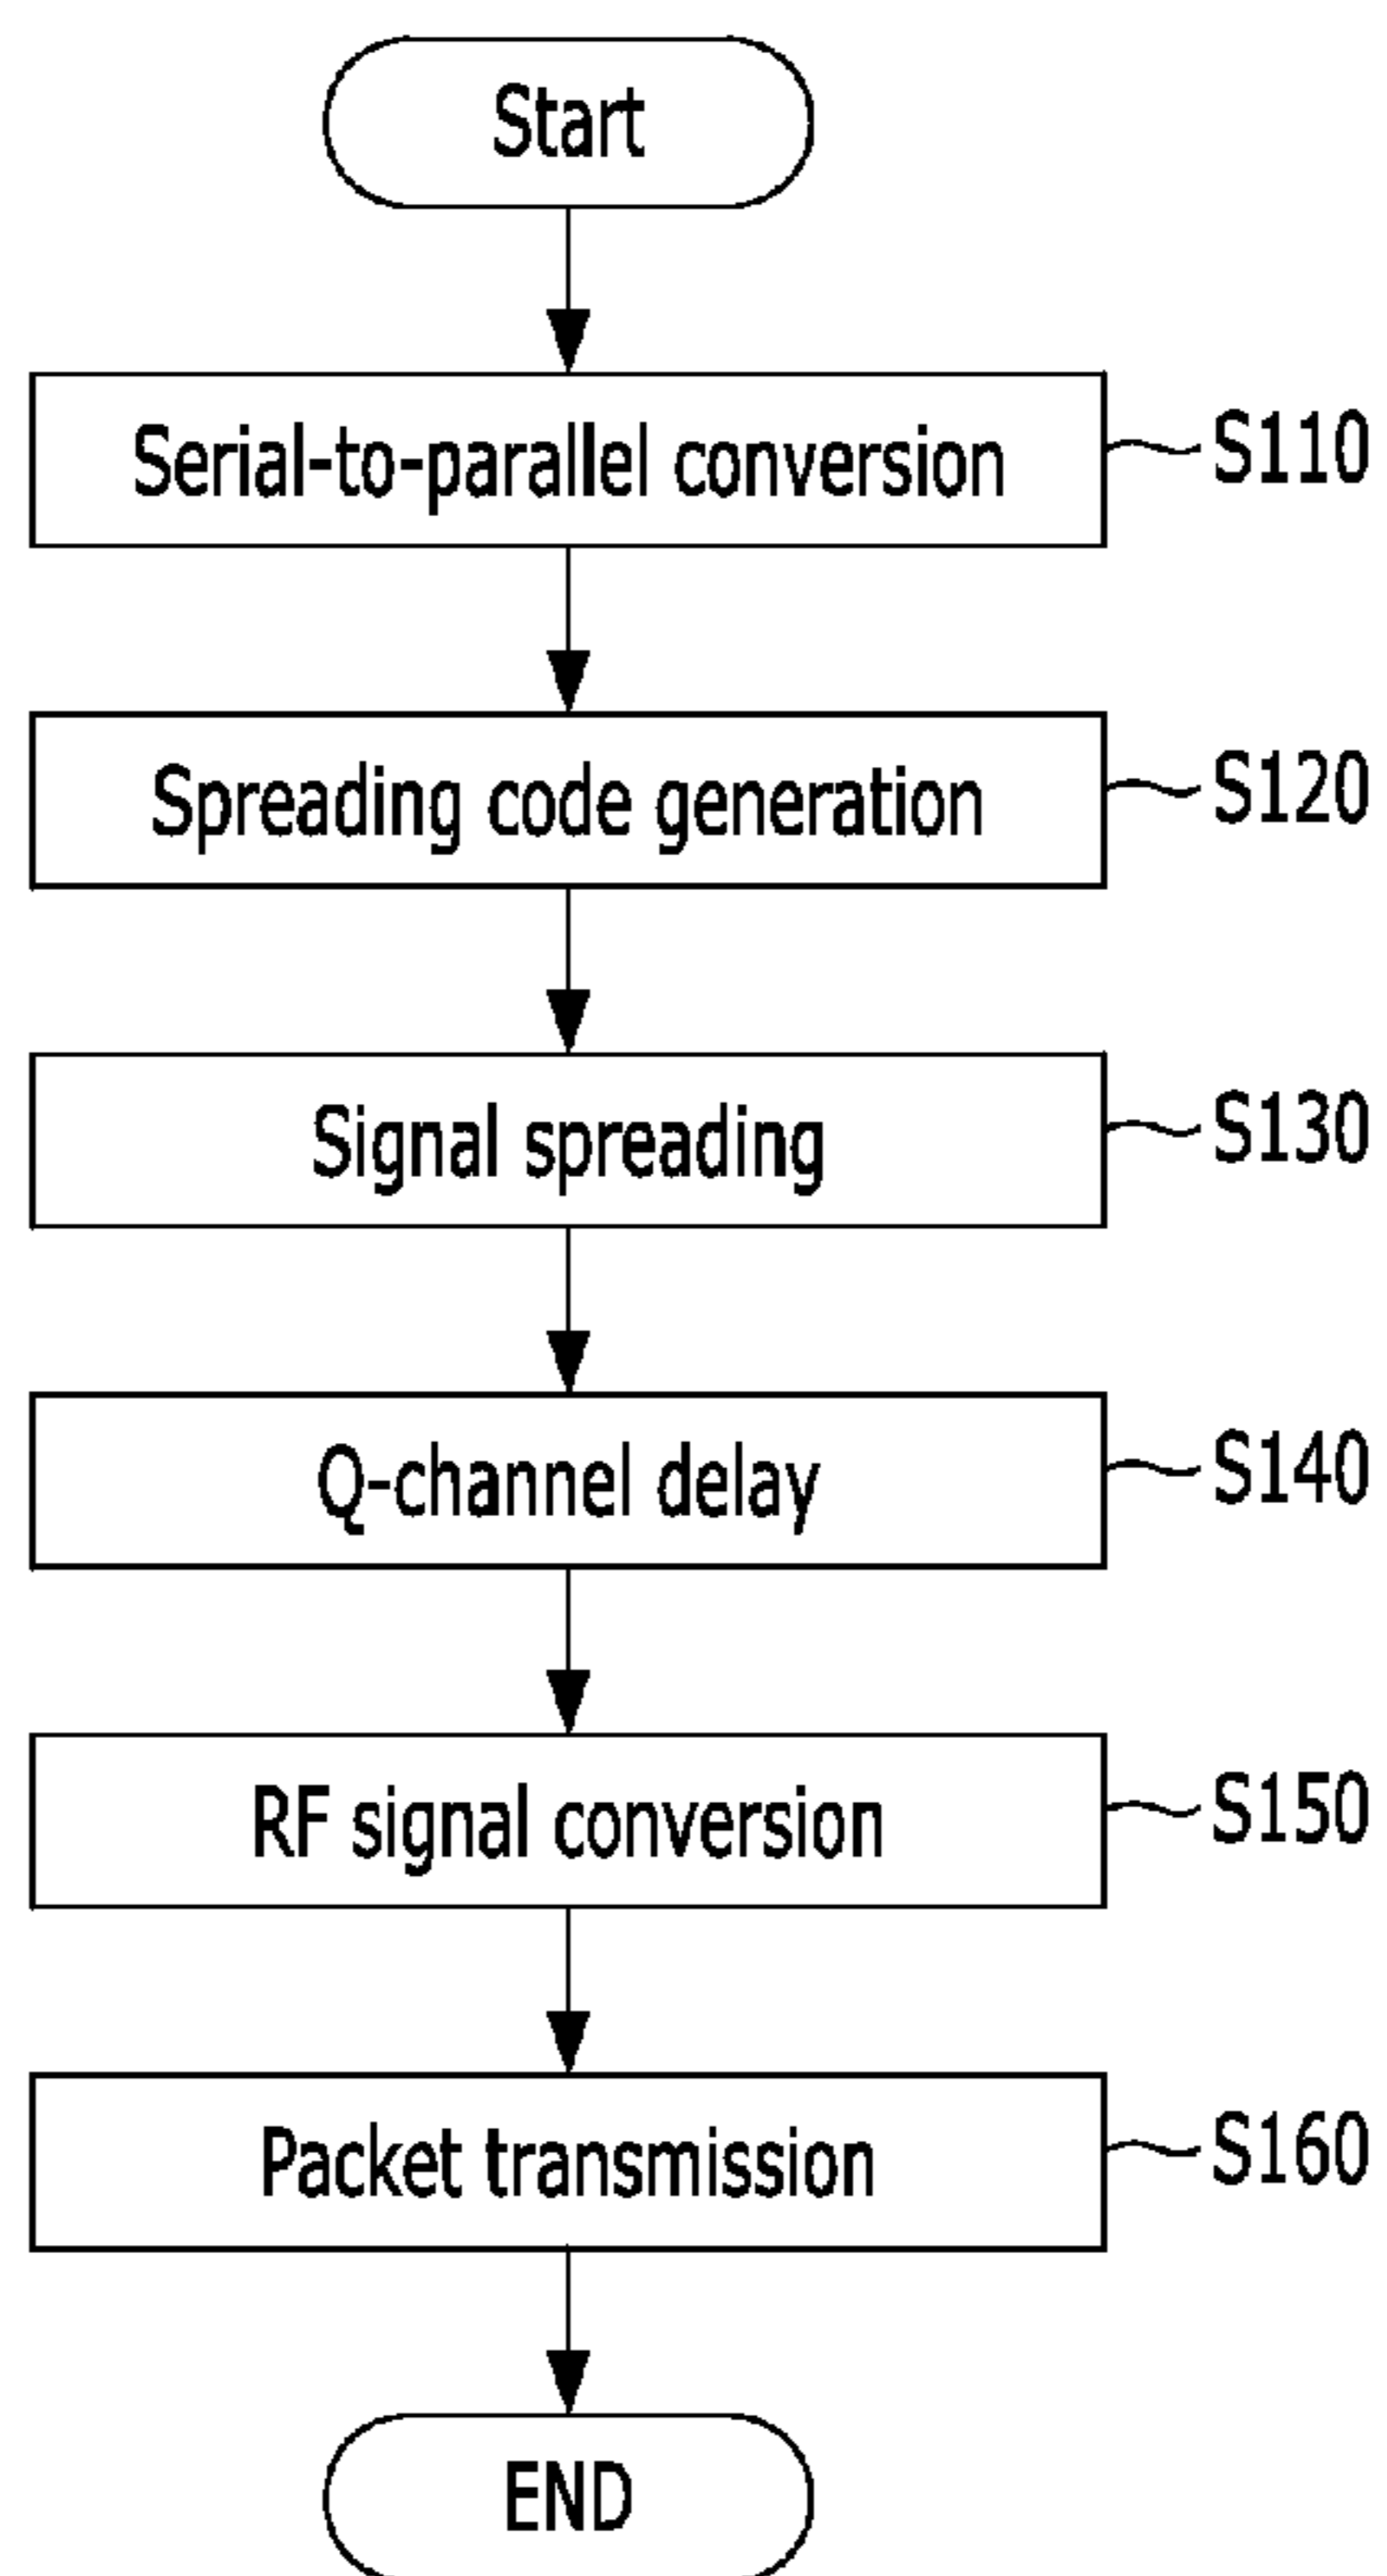 Start
Serial-to-parallel conversion S110
Spreading code generation S120
Signal spreading S130
Q-channel delay S140
RF signal conversion S150
Packet transmission S160
END